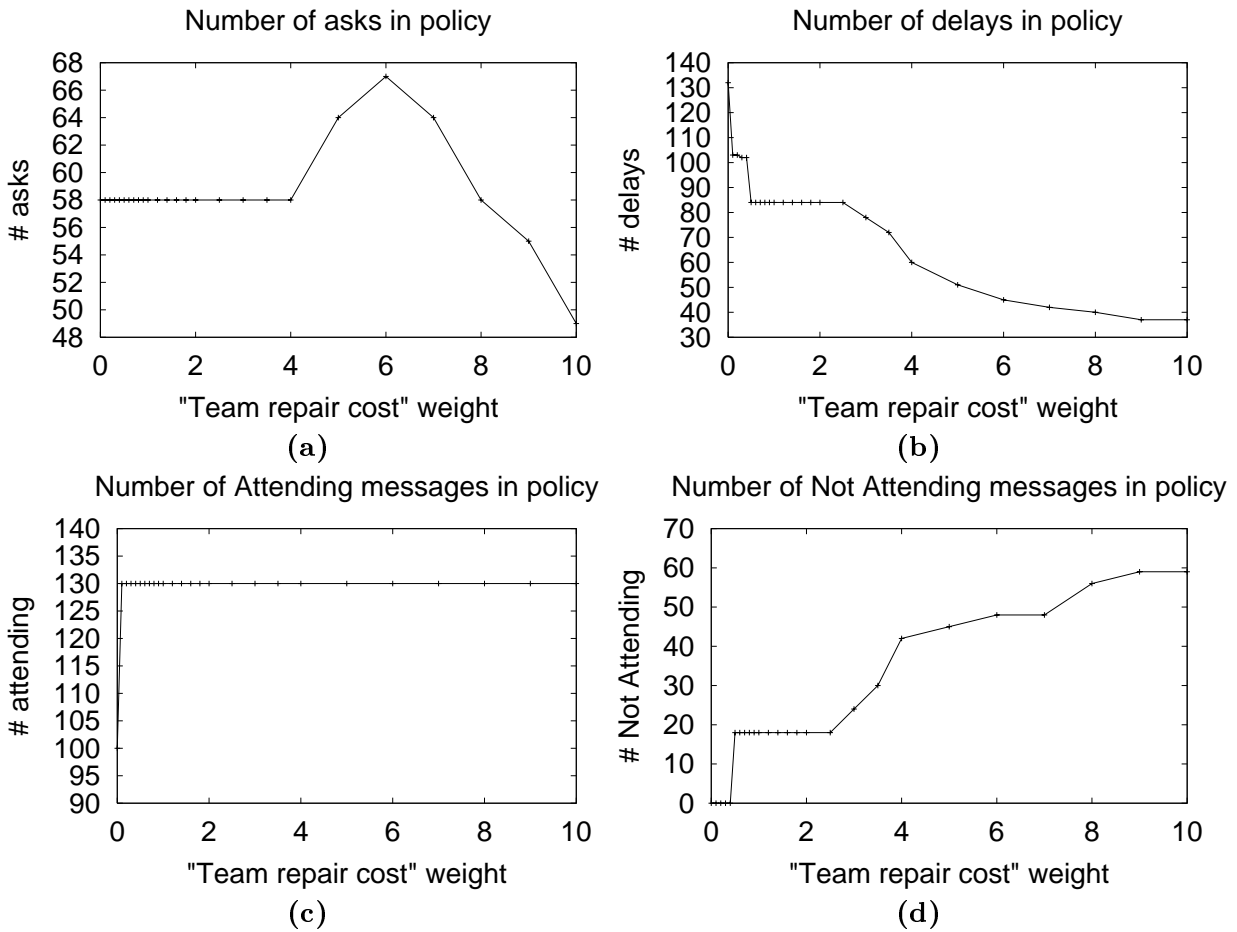 Number of asks in policy
68
66
64
62
60
58
56
54
52
50
48
# asks
0 2 4 6 8 10
"Team repair cost" weight
(a)
Number of delays in policy
140
130
120
110
100
90
80
70
60
50
40
30
# delays
0 2 4 6 8 10
"Team repair cost" weight
(b)
Number of Attending messages in policy
140
135
130
125
120
115
110
105
100
95
90
# attending
0 2 4 6 8 10
"Team repair cost" weight
(c)
Number of Not Attending messages in policy
70
60
50
40
30
20
10
0
# Not Attending
0 2 4 6 8 10
"Team repair cost" weight
(d)